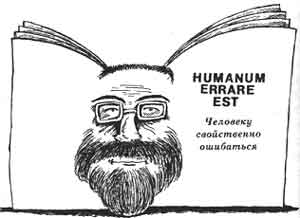 HUMANUM
ERRARE
EST
Человеку
свойственно
ошибаться